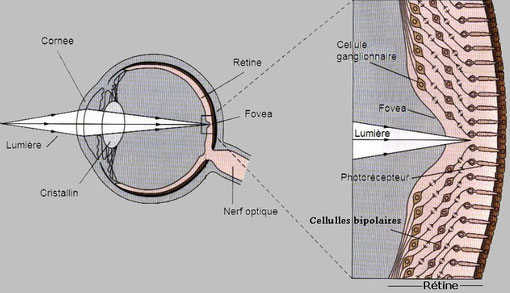 Cornée
Rétine
Fovea
Lumière
Cristallin
Nerf optique
Cellule
ganglionnaire
Fovea
Lumière
Photorécepteur
Cellulles bipolaires
Rétine